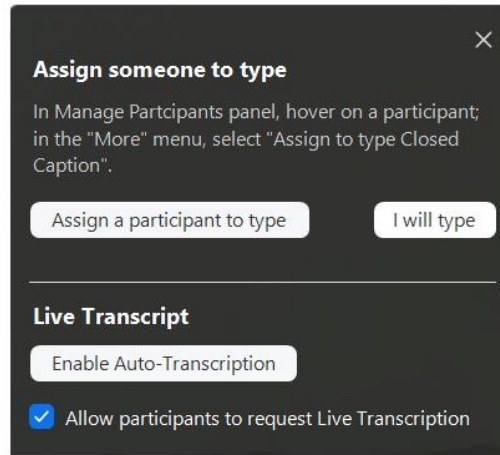 Assign someone to type
In Manage Partcipants panel, hover on a participant;
in the "More" menu, select "Assign to type Closed
Caption".
Assign a participant to type
I will type
Live Transcript
Enable Auto-Transcription
Allow participants to request Live Transcription